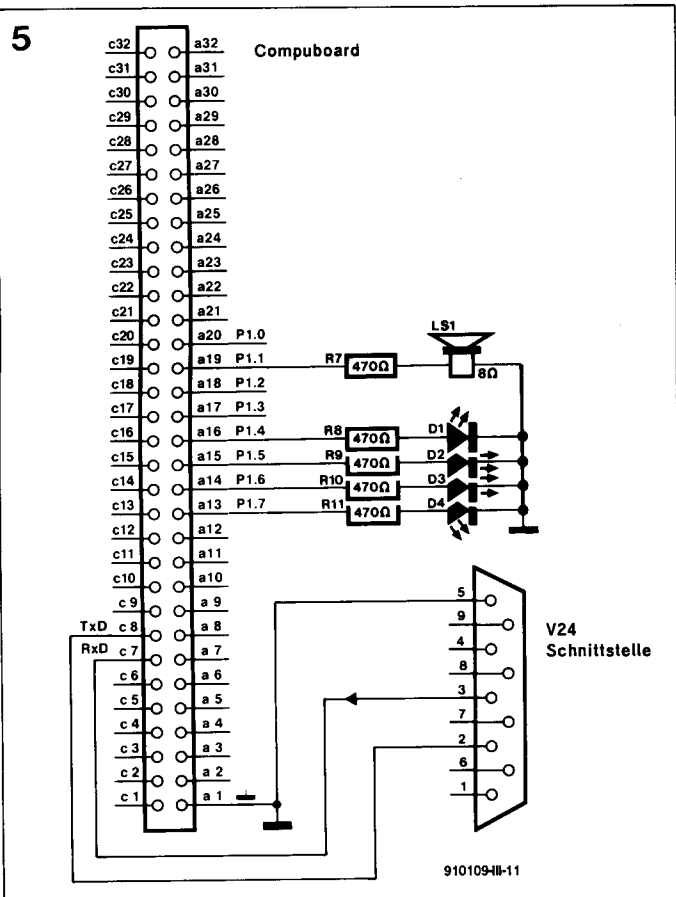 5
Compuboard
c32 a32
c31 a31
c30 a30
c29 a29
c28 a28
c27 a27
c26 a26
c25 a25
c24 a24
c23 a23
c22 a22
c21 a21
c20 a20 P1.0
LS1
c19 a19 P1.1 R7 470Ω 8Ω
c18 a18 P1.2
c17 a17 P1.3
c16 a16 P1.4 R8 470Ω D1
c15 a15 P1.5 R9 470Ω D2
c14 a14 P1.6 R10 470Ω D3
c13 a13 P1.7 R11 470Ω D4
c12 a12
c11 a11
c10 a10
c 9 a 9
TxD c 8 a 8
RxD c 7 a 7
c 6 a 6
c 5 a 5
c 4 a 4
c 3 a 3
c 2 a 2
c 1 a 1
5
9
4
8
3
7
2
6
1
V24
Schnittstelle
910109-III-11